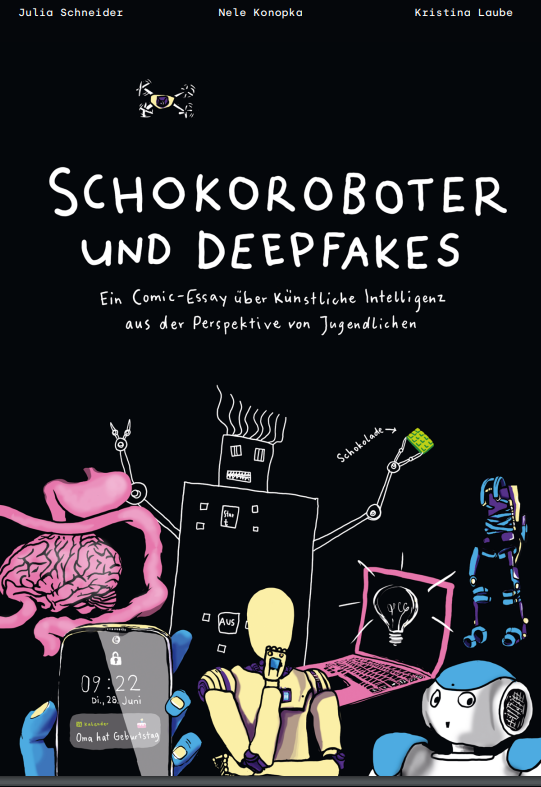 Julia Schneider Nele Konopka Kristina Laube
SCHOKOROBOTER
UND DEEPFAKES
Ein Comic-Essay über Künstliche Intelligenz
aus der Perspektive von Jugendlichen
Schokolade
AUS
09:22
Di., 28. Juni
Kalender
Oma hat Geburtstag